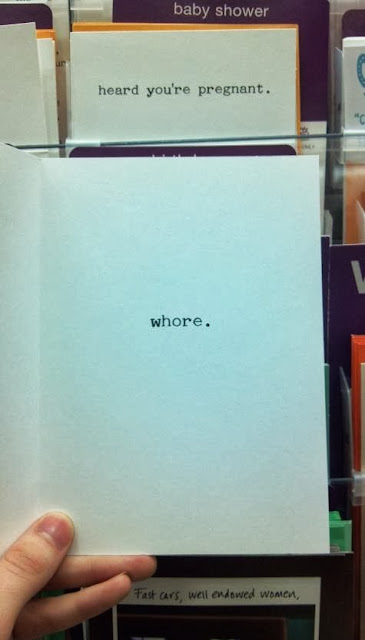 baby shower
heard you're pregnant.
whore.
Fast cars, well endowed women,